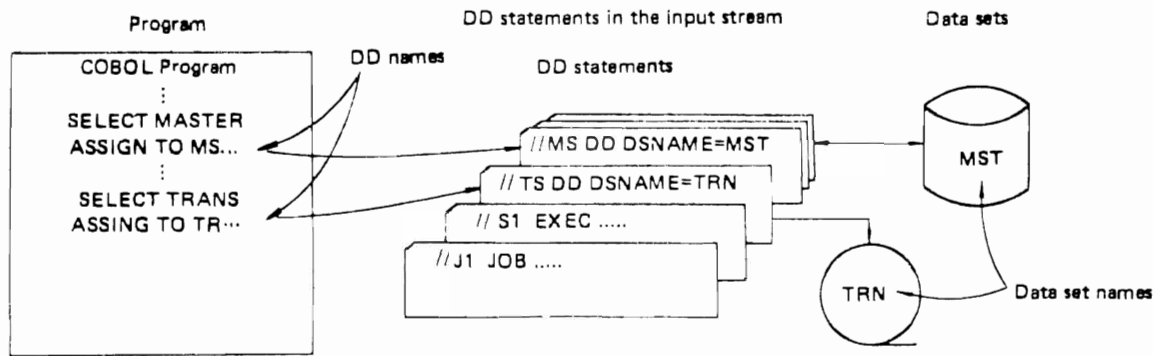 Program
DD statements in the input stream
Data sets
COBOL Program
DD names
DD statements
SELECT MASTER
ASSIGN TO MS...
SELECT TRANS
ASSING TO TR...
//MS DD DSNAME=MST
// TS DD DSNAME=TRN
// S1 EXEC .....
//J1 JOB .....
MST
TRN
Data set names